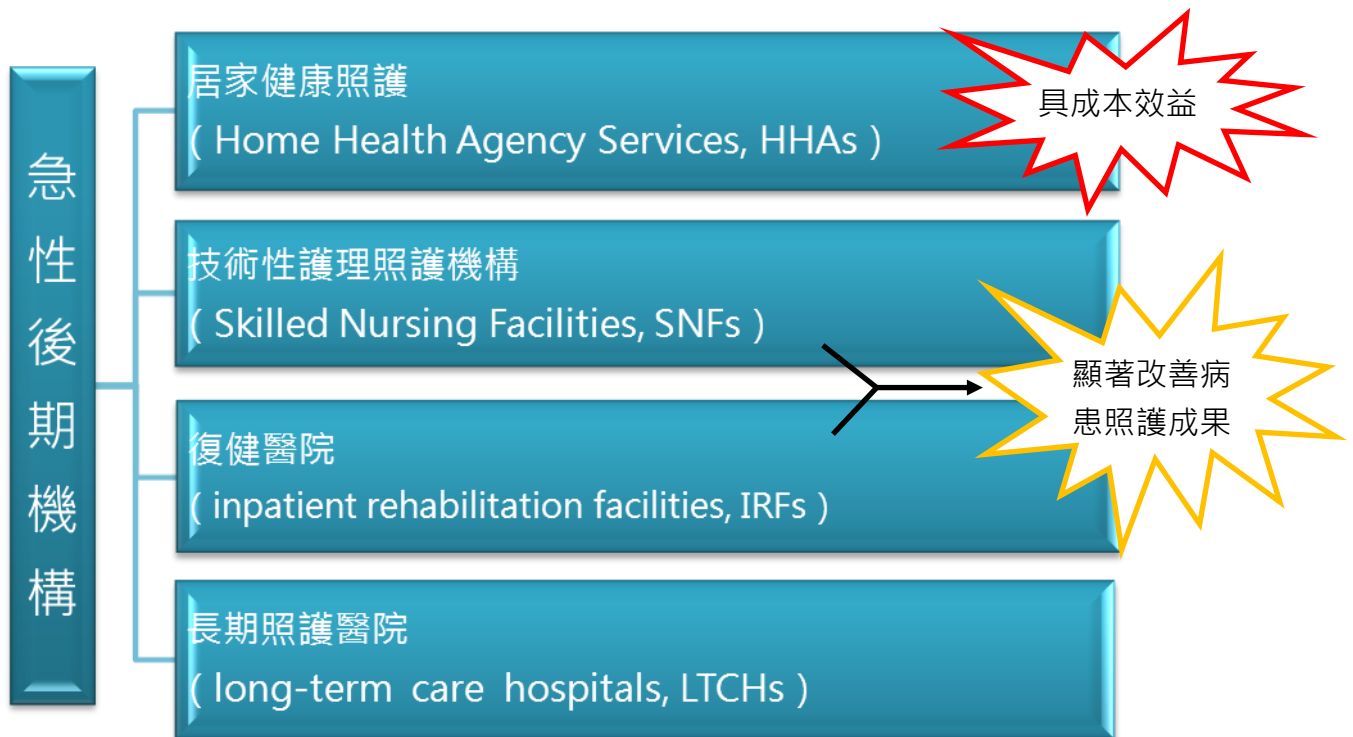 急性後期機構
居家健康照護
( Home Health Agency Services, HHAs )
具成本效益
技術性護理照護機構
( Skilled Nursing Facilities, SNFs )
顯著改善病
患照護成果
復健醫院
( inpatient rehabilitation facilities, IRFs )
長期照護醫院
( long-term care hospitals, LTCHs )